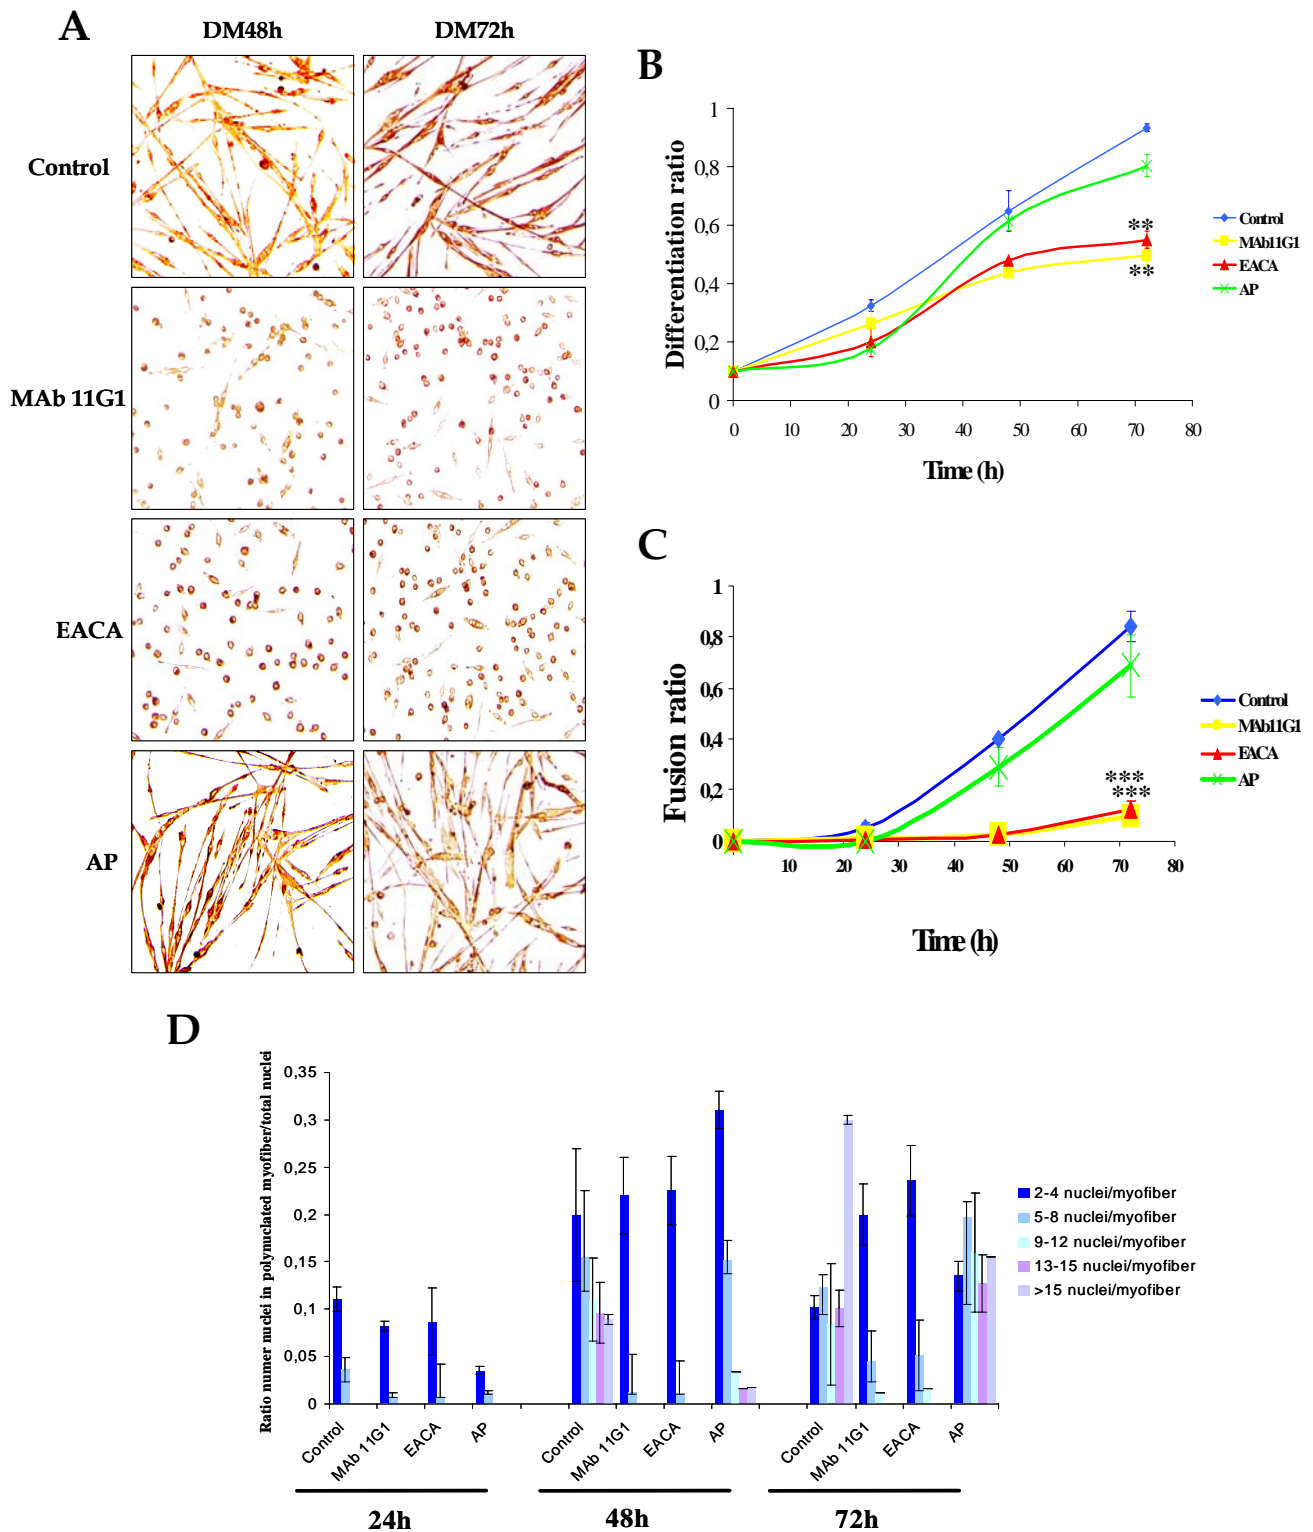 A
DM48h
DM72h
Control
MAb 11G1
EACA
AP
B
Differentiation ratio
1
0,8
0,6
0,4
0,2
0
0 10 20 30 40 50 60 70 80
Time (h)
**
**
Control
MAb11G1
EACA
AP
C
Fusion ratio
1
0,8
0,6
0,4
0,2
0
10 20 30 40 50 60 70 80
Time (h)
***
***
Control
MAb11G1
EACA
AP
D
Ratio numer nuclei in polynuclated myofiber/total nuclei
0,35
0,3
0,25
0,2
0,15
0,1
0,05
0
Control MAb 11G1 EACA AP
Control MAb 11G1 EACA AP
Control MAb 11G1 EACA AP
24h
48h
72h
2-4 nuclei/myofiber
5-8 nuclei/myofiber
9-12 nuclei/myofiber
13-15 nuclei/myofiber
>15 nuclei/myofiber